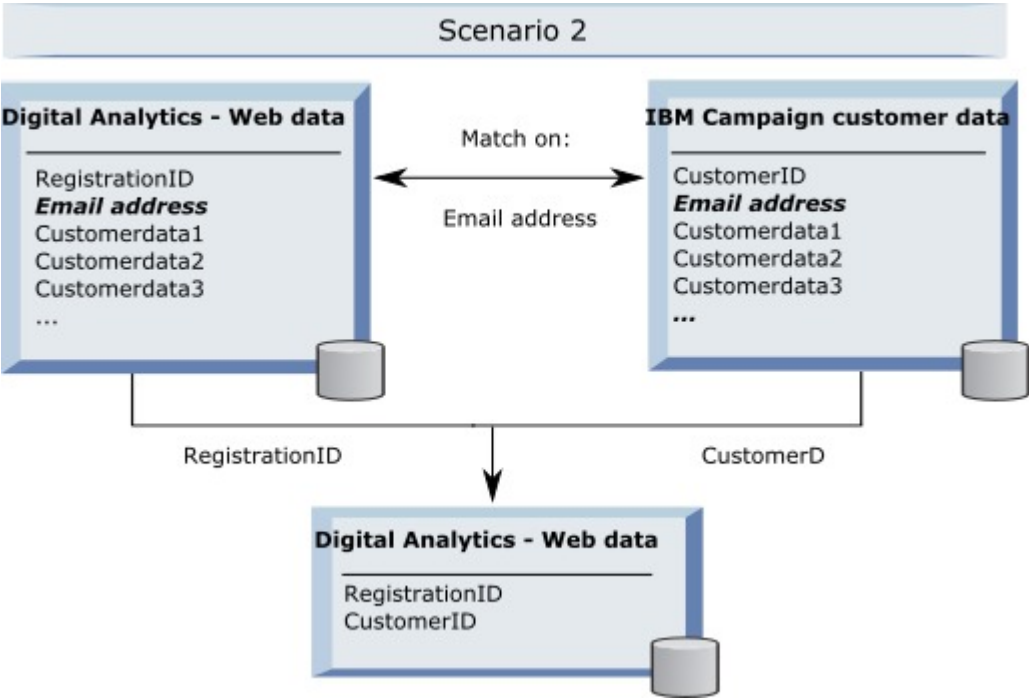 Scenario 2
Digital Analytics - Web data
RegistrationID
Email address
Customerdata1
Customerdata2
Customerdata3
...
Match on:
Email address
IBM Campaign customer data
CustomerID
Email address
Customerdata1
Customerdata2
Customerdata3
...
RegistrationID
CustomerD
Digital Analytics - Web data
RegistrationID
CustomerID